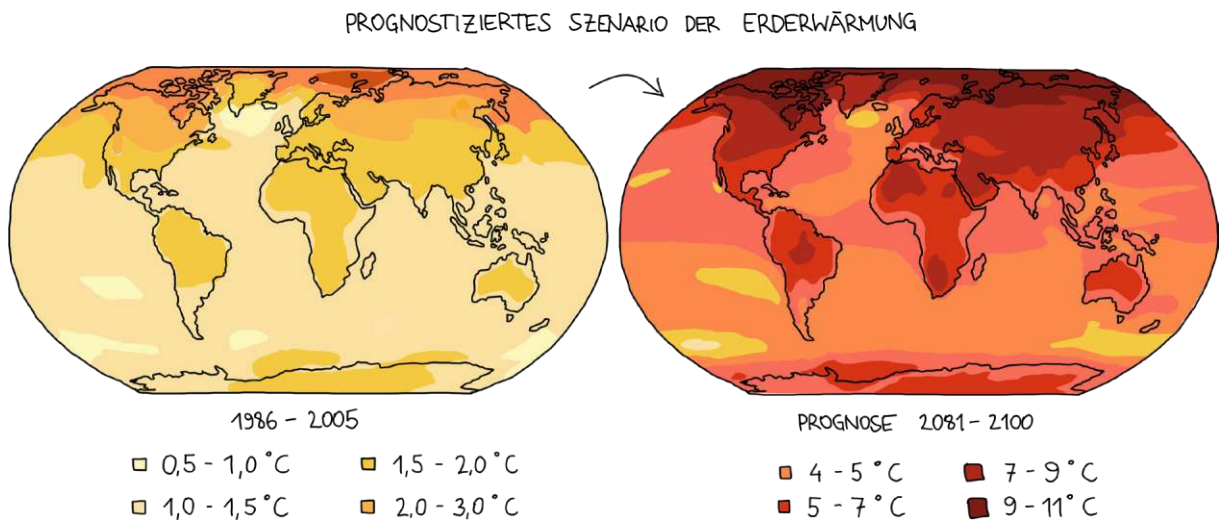 PROGNOSTIZIERTES SZENARIO DER ERDERWÄRMUNG
1986 – 2005
0,5 – 1,0 °C
1,5 – 2,0 °C
1,0 – 1,5 °C
2,0 – 3,0 °C
PROGNOSE 2081 – 2100
4 – 5 °C
7 – 9 °C
5 – 7 °C
9 – 11 °C